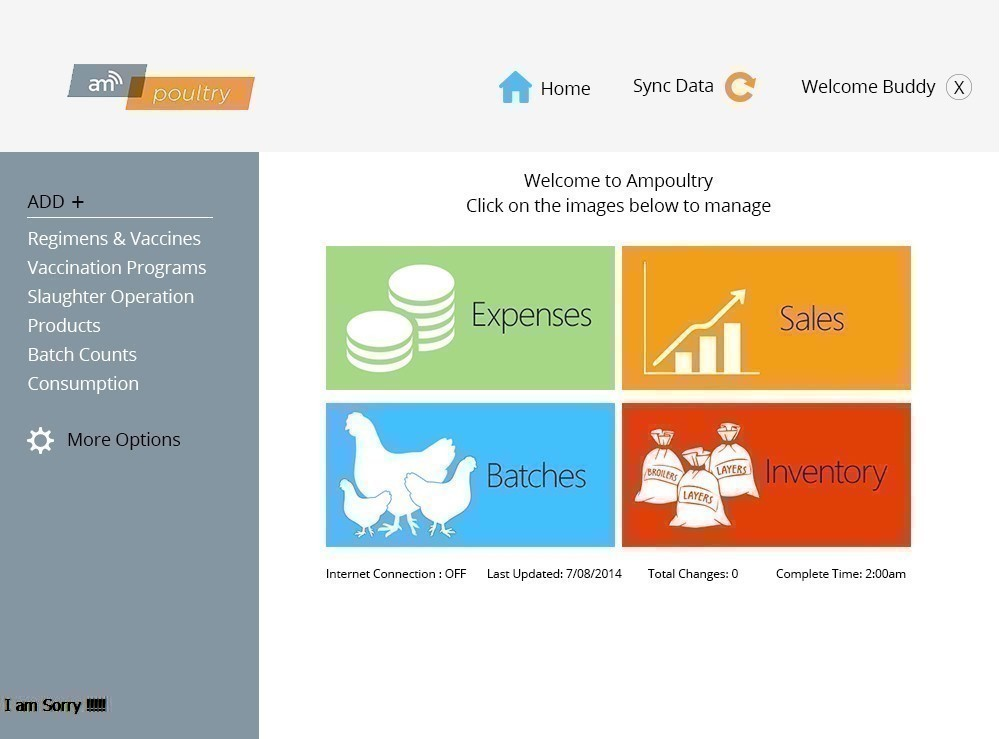 am
poultry
Home
Sync Data
Welcome Buddy X
ADD +
Regimens & Vaccines
Vaccination Programs
Slaughter Operation
Products
Batch Counts
Consumption
More Options
Welcome to Ampoultry
Click on the images below to manage
Expenses
Sales
Batches
BROILERS
LAYERS
LAYERS
Inventory
Internet Connection : OFF Last Updated: 7/08/2014 Total Changes: 0 Complete Time: 2:00am
I am Sorry !!!!!